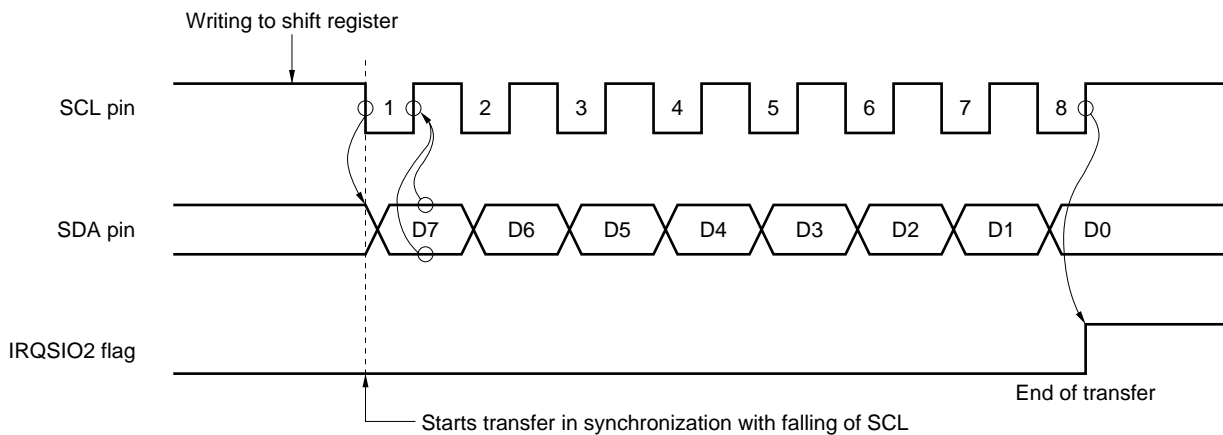 Writing to shift register
SCL pin
1 2 3 4 5 6 7 8
SDA pin
D7 D6 D5 D4 D3 D2 D1 D0
IRQSIO2 flag
End of transfer
Starts transfer in synchronization with falling of SCL